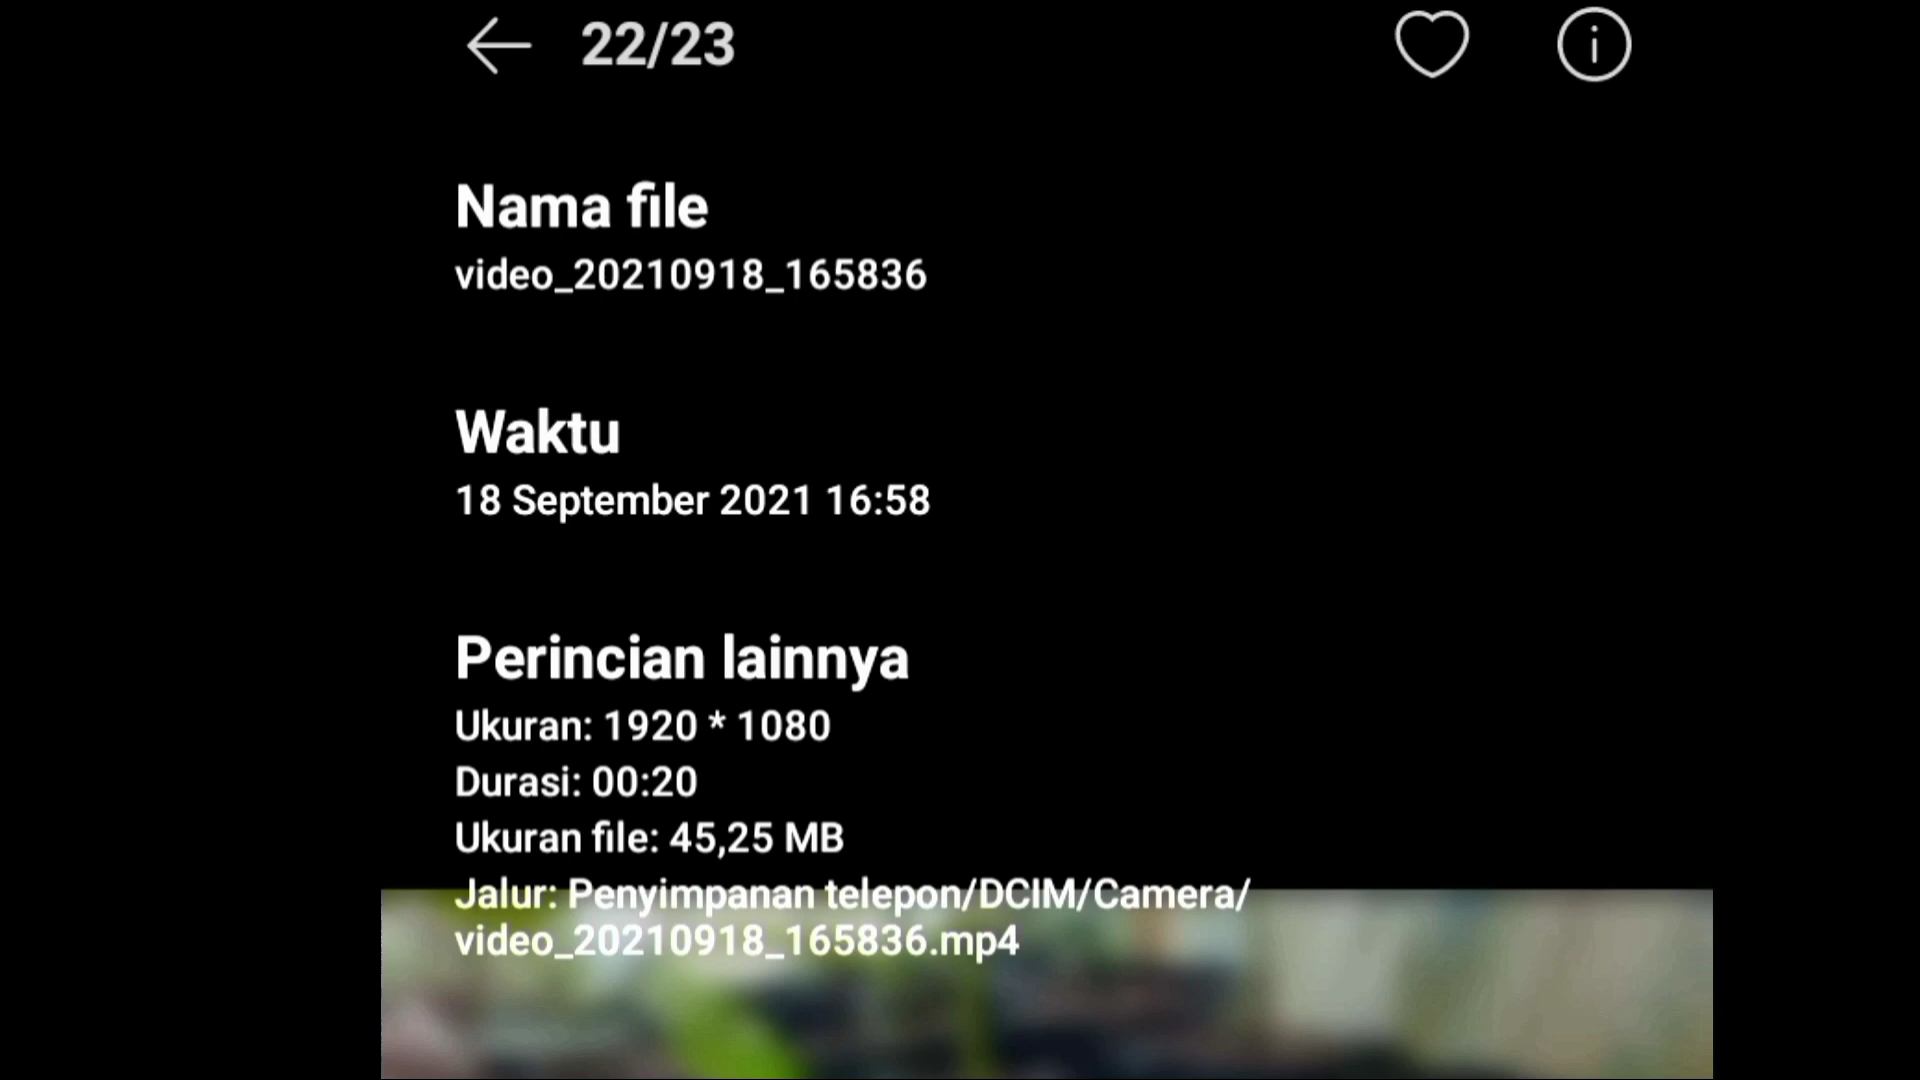 22/23
Nama file
video_20210918_165836
Waktu
18 September 2021 16:58
Perincian lainnya
Ukuran: 1920 * 1080
Durasi: 00:20
Ukuran file: 45,25 MB
Jalur: Penyimpanan telepon/DCIM/Camera/
video_20210918_165836.mp4